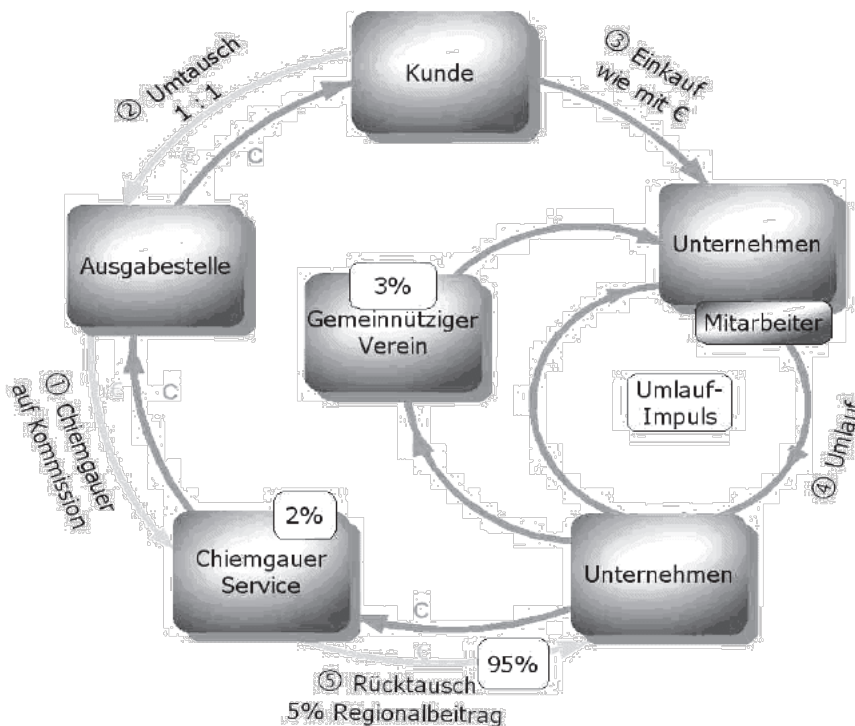 Kunde
② Umtausch
1 : 1
③ Einkauf
wie mit €
C
Ausgabestelle
Unternehmen
Mitarbeiter
3%
Gemeinnütziger
Verein
Umlauf-
Impuls
① Chiemgauer
auf Kommission
C
④ Umlauf
2%
Chiemgauer
Service
Unternehmen
C
95%
⑤ Rücktausch
5% Regionalbeitrag